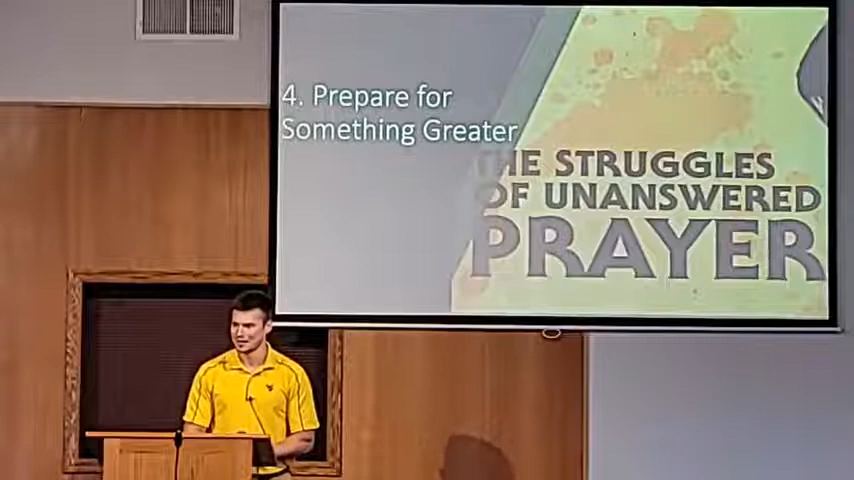 4. Prepare for
Something Greater
THE STRUGGLES
OF UNANSWERED
PRAYER